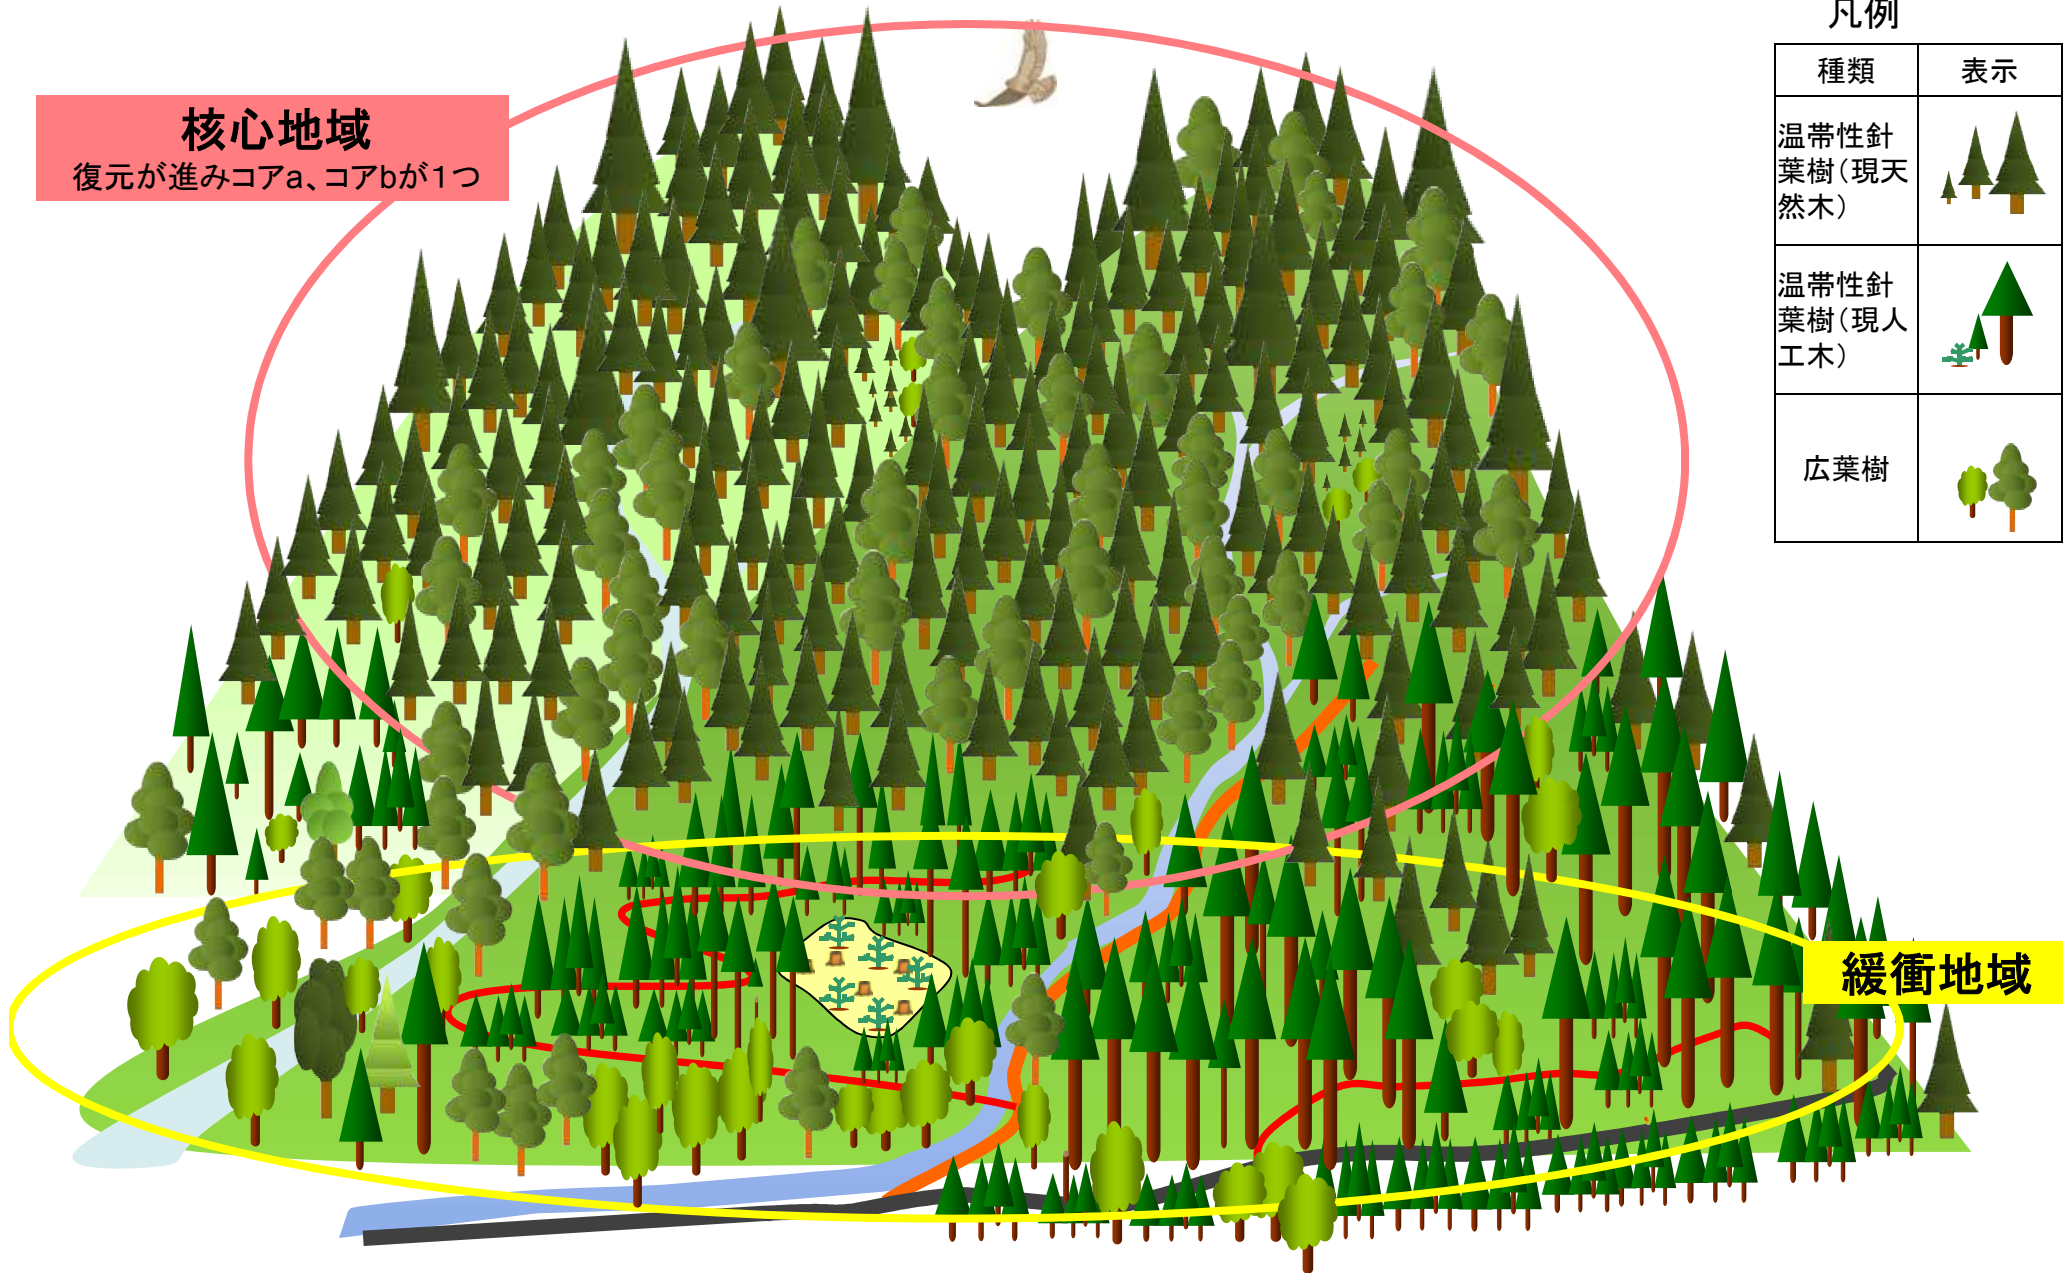 凡例
種類 表示
温帯性針
葉樹（現天
然木）
温帯性針
葉樹（現人
工木）
広葉樹
核心地域
復元が進みコアa、コアbが１つ
緩衝地域